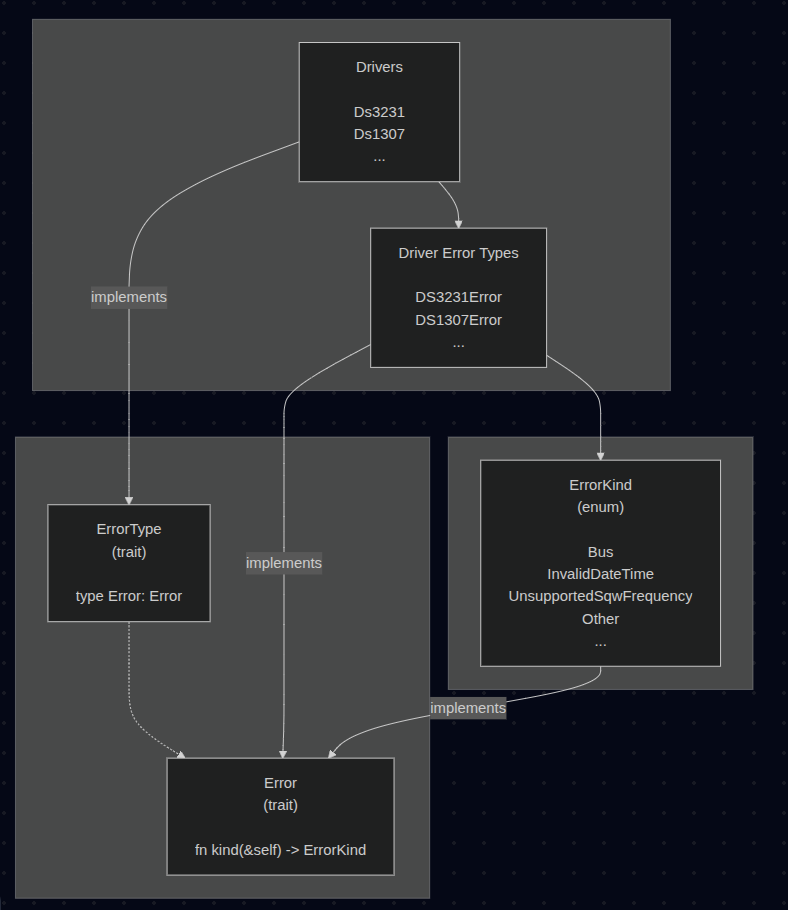 Drivers
Ds3231
Ds1307
...
implements
Driver Error Types
DS3231Error
DS1307Error
...
ErrorType
(trait)
type Error: Error
implements
ErrorKind
(enum)
Bus
InvalidDateTime
UnsupportedSqwFrequency
Other
...
implements
Error
(trait)
fn kind(&self) -> ErrorKind